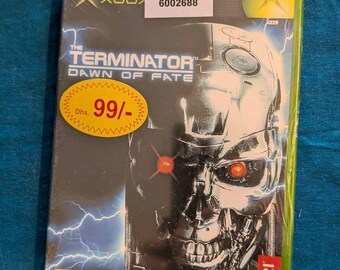 XBOX
6002688
THE
TERMINATOR
DAWN OF FATE
Dhs. 99/-